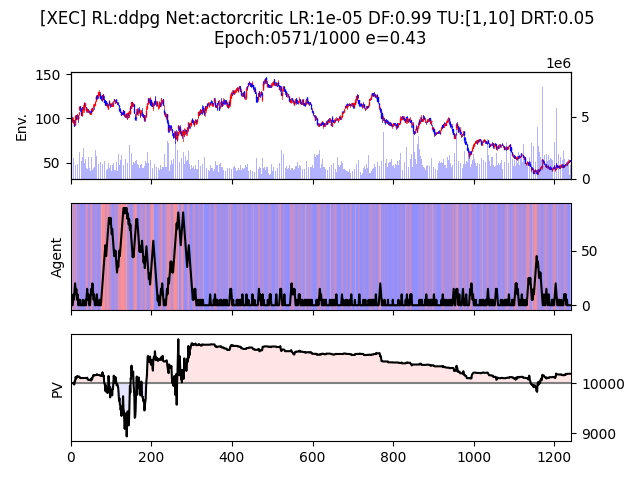 [XEC] RL:ddpg Net:actorcritic LR:1e-05 DF:0.99 TU:[1,10] DRT:0.05
Epoch:0571/1000 e=0.43
1e6
150
100
50
Env.
5
0
Agent
50
0
PV
10000
9000
0
200
400
600
800
1000
1200